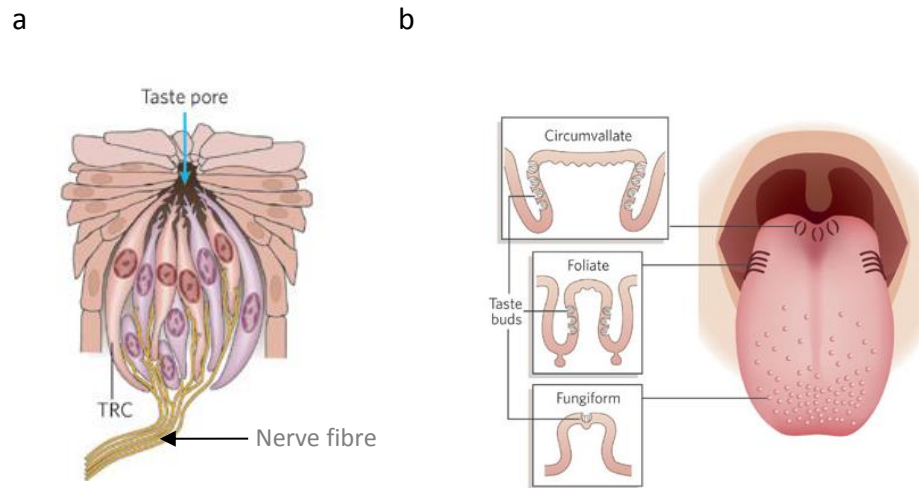 a
b
Taste pore
TRC
Nerve fibre
Circumvallate
Foliate
Taste
buds
Fungiform